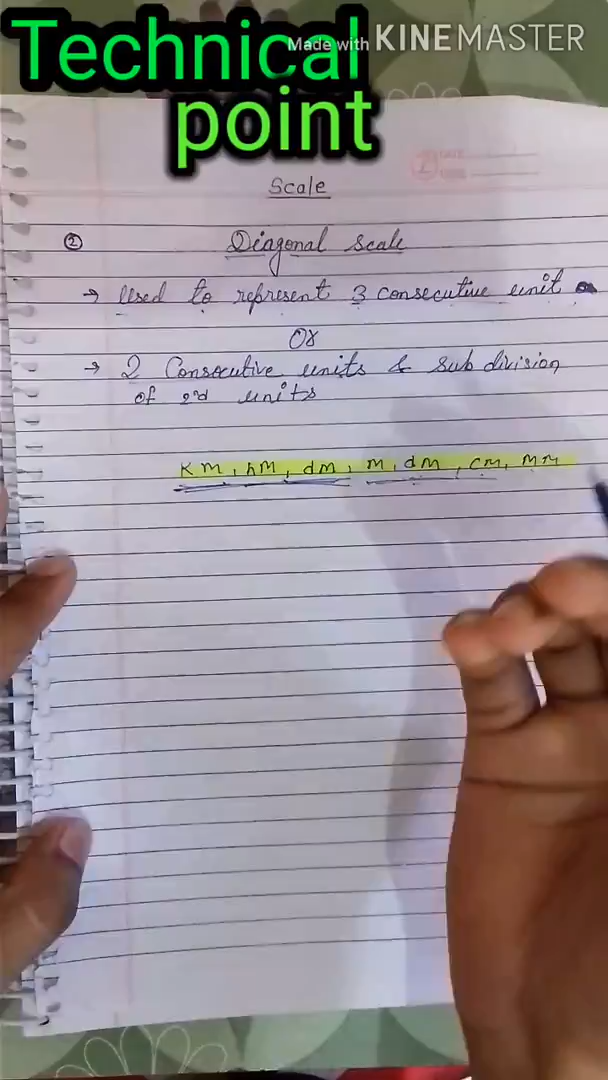 Technical
Made with KINEMASTER
point
Scale
② Diagonal scale
→ Used to represent 3 consecutive unit
Or
→ 2 Consecutive units & sub division
of 2nd units
KM, hM, dM, M, dM, CM, MM